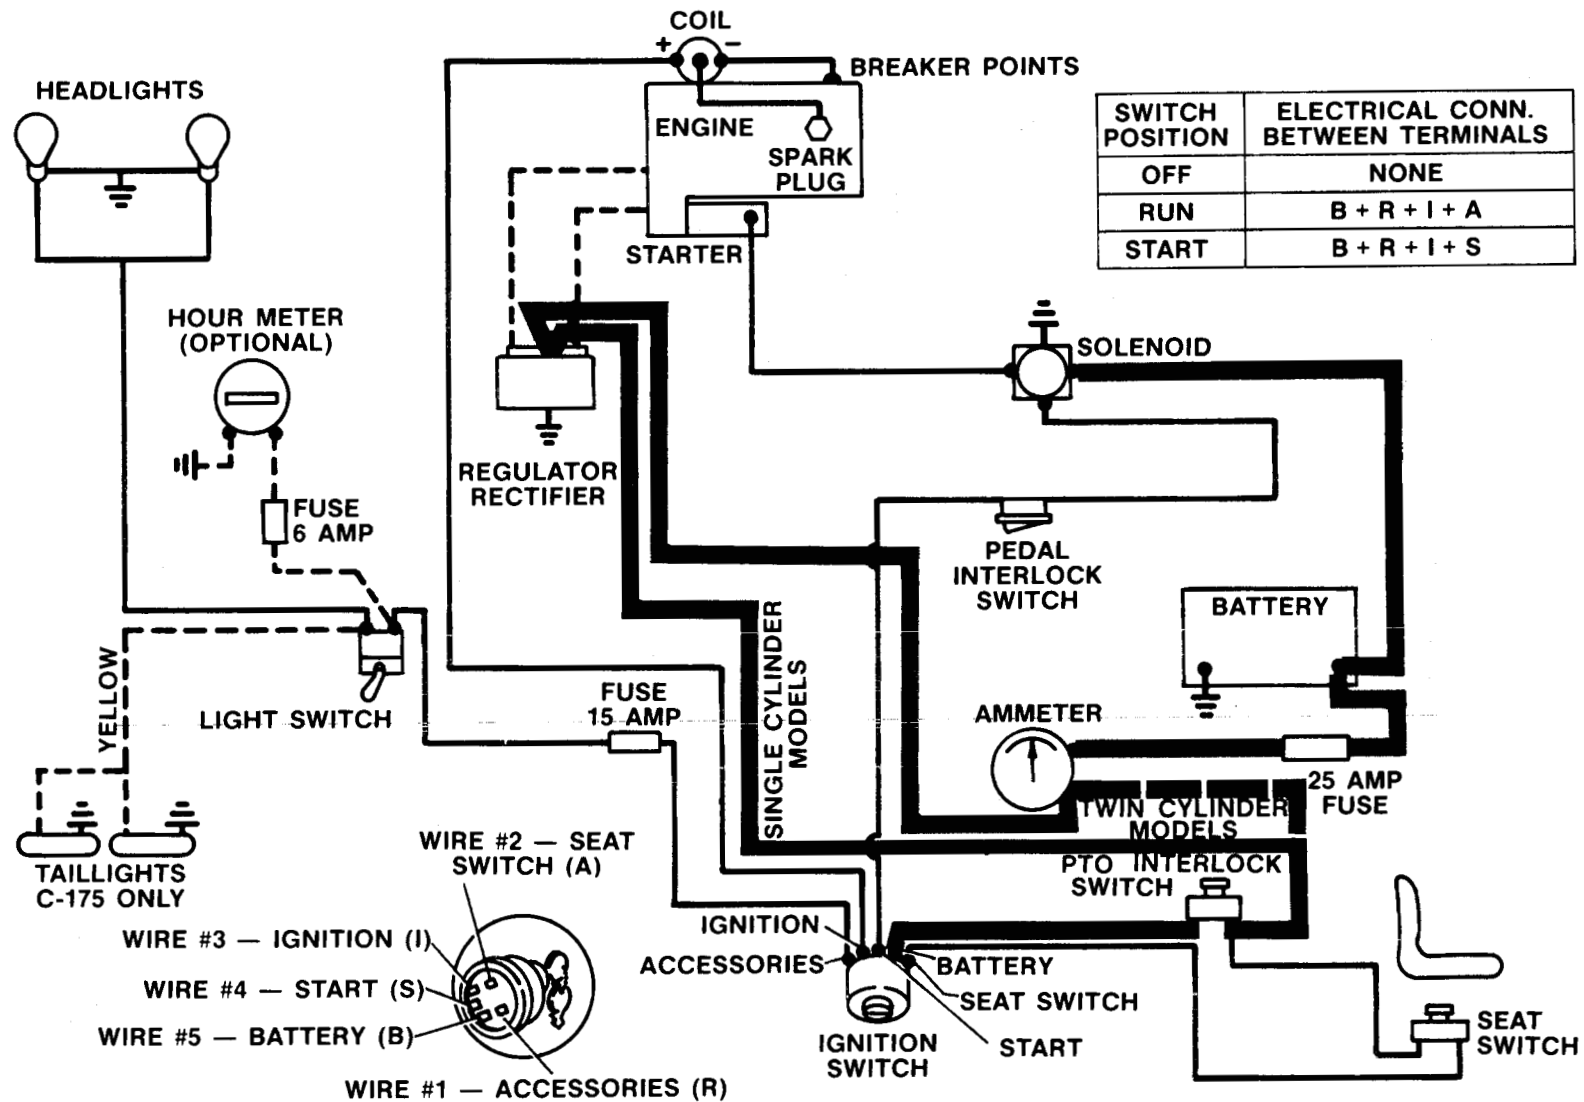 COIL
+ −
BREAKER POINTS
HEADLIGHTS
ENGINE
SPARK
PLUG
STARTER
SWITCH
POSITION
ELECTRICAL CONN.
BETWEEN TERMINALS
OFF
NONE
RUN
B + R + I + A
START
B + R + I + S
HOUR METER
(OPTIONAL)
SOLENOID
REGULATOR
RECTIFIER
FUSE
6 AMP
PEDAL
INTERLOCK
SWITCH
BATTERY
YELLOW
LIGHT SWITCH
FUSE
15 AMP
SINGLE CYLINDER
MODELS
AMMETER
25 AMP
FUSE
TWIN CYLINDER
MODELS
PTO INTERLOCK
SWITCH
TAILLIGHTS
C-175 ONLY
WIRE #2 — SEAT
SWITCH (A)
WIRE #3 — IGNITION (I)
WIRE #4 — START (S)
WIRE #5 — BATTERY (B)
WIRE #1 — ACCESSORIES (R)
IGNITION
ACCESSORIES
BATTERY
SEAT SWITCH
START
IGNITION
SWITCH
SEAT
SWITCH